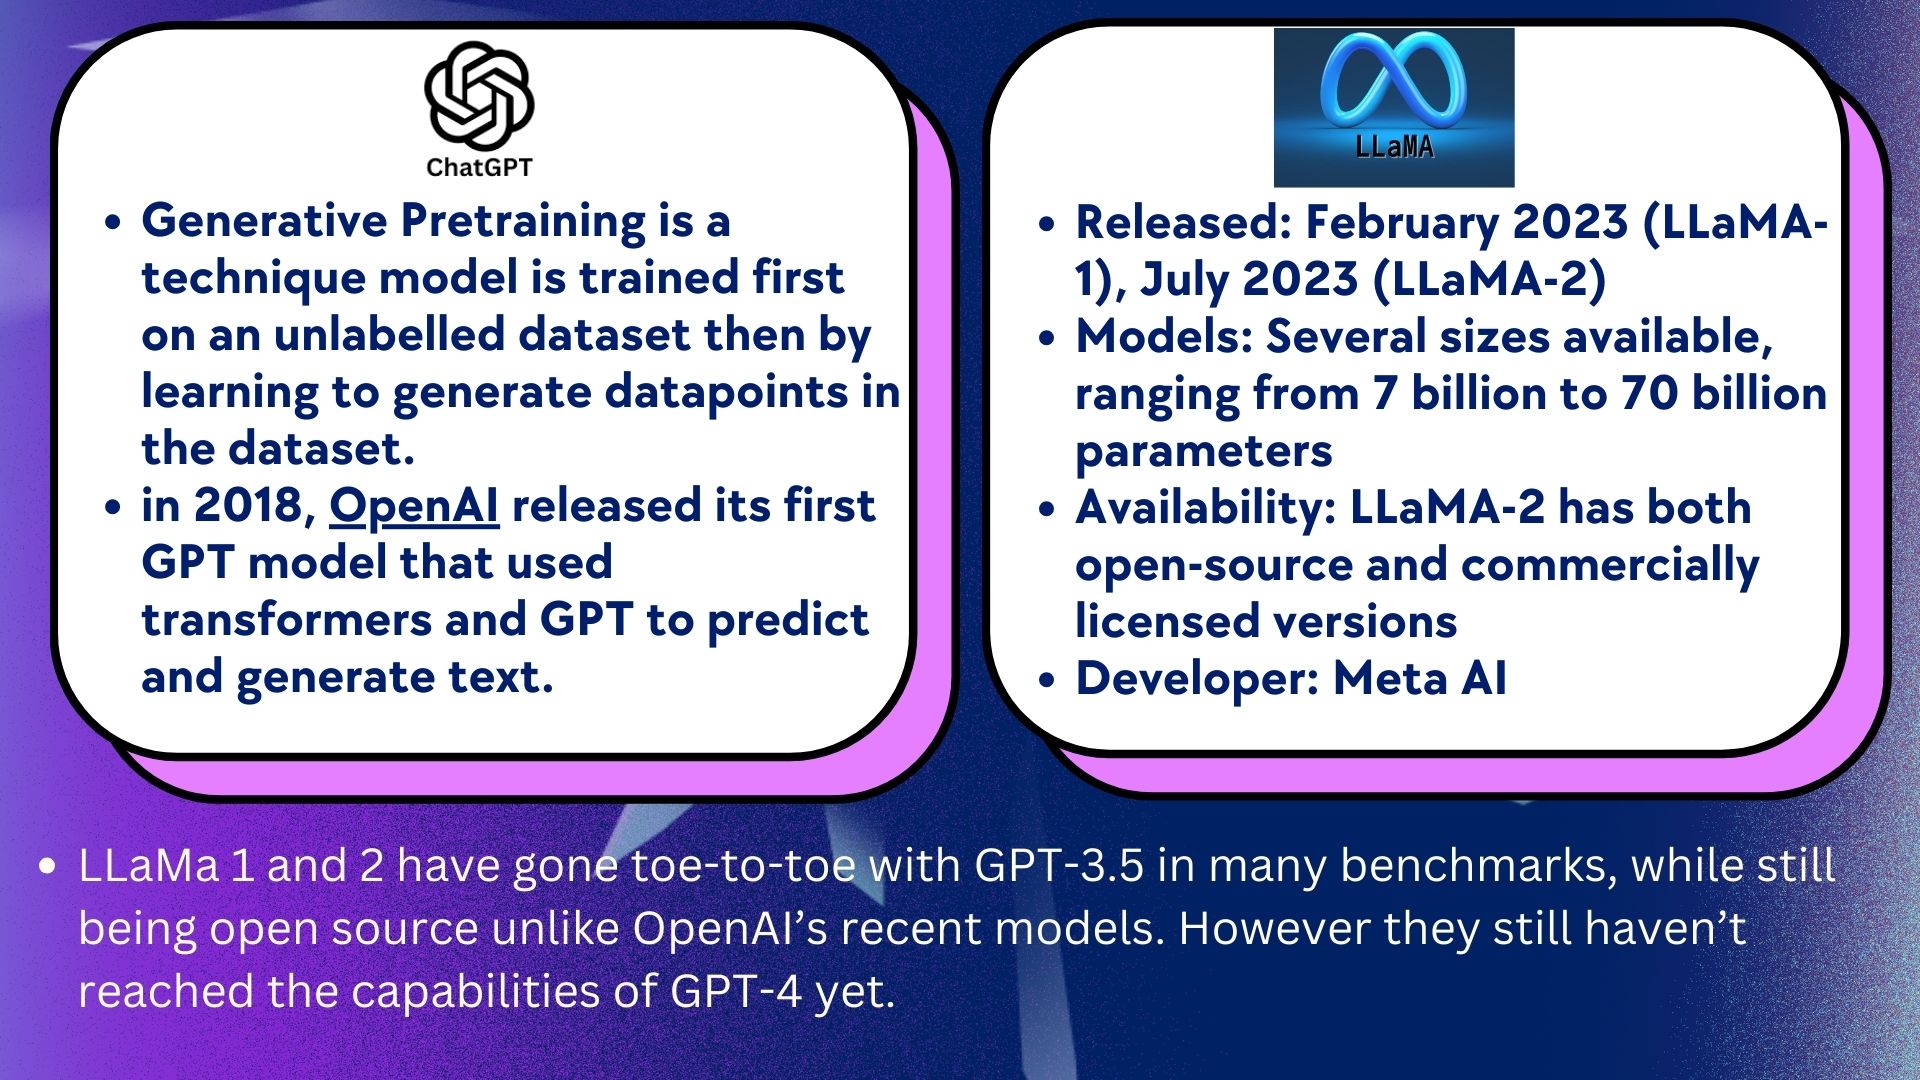 ChatGPT
• Generative Pretraining is a
technique model is trained first
on an unlabelled dataset then by
learning to generate datapoints in
the dataset.
• in 2018, OpenAI released its first
GPT model that used
transformers and GPT to predict
and generate text.
LLaMA
• Released: February 2023 (LLaMA-
1), July 2023 (LLaMA-2)
• Models: Several sizes available,
ranging from 7 billion to 70 billion
parameters
• Availability: LLaMA-2 has both
open-source and commercially
licensed versions
• Developer: Meta AI
• LLaMa 1 and 2 have gone toe-to-toe with GPT-3.5 in many benchmarks, while still
being open source unlike OpenAI’s recent models. However they still haven’t
reached the capabilities of GPT-4 yet.